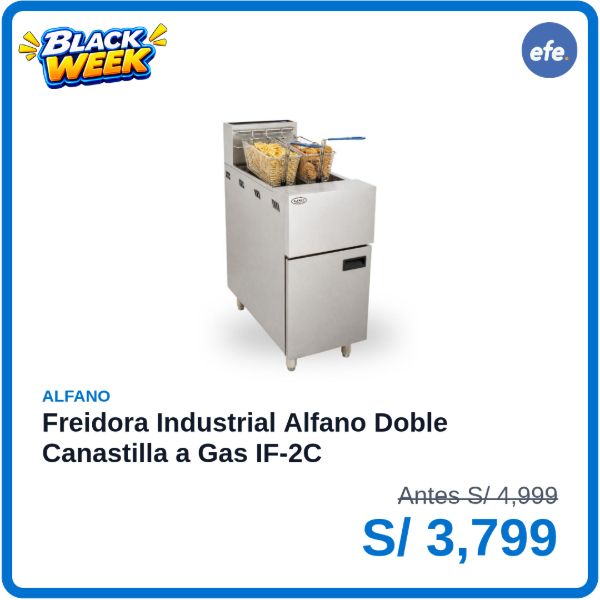 BLACK
WEEK
efe.
ALFANO
Freidora Industrial Alfano Doble
Canastilla a Gas IF-2C
Antes S/ 4,999
S/ 3,799